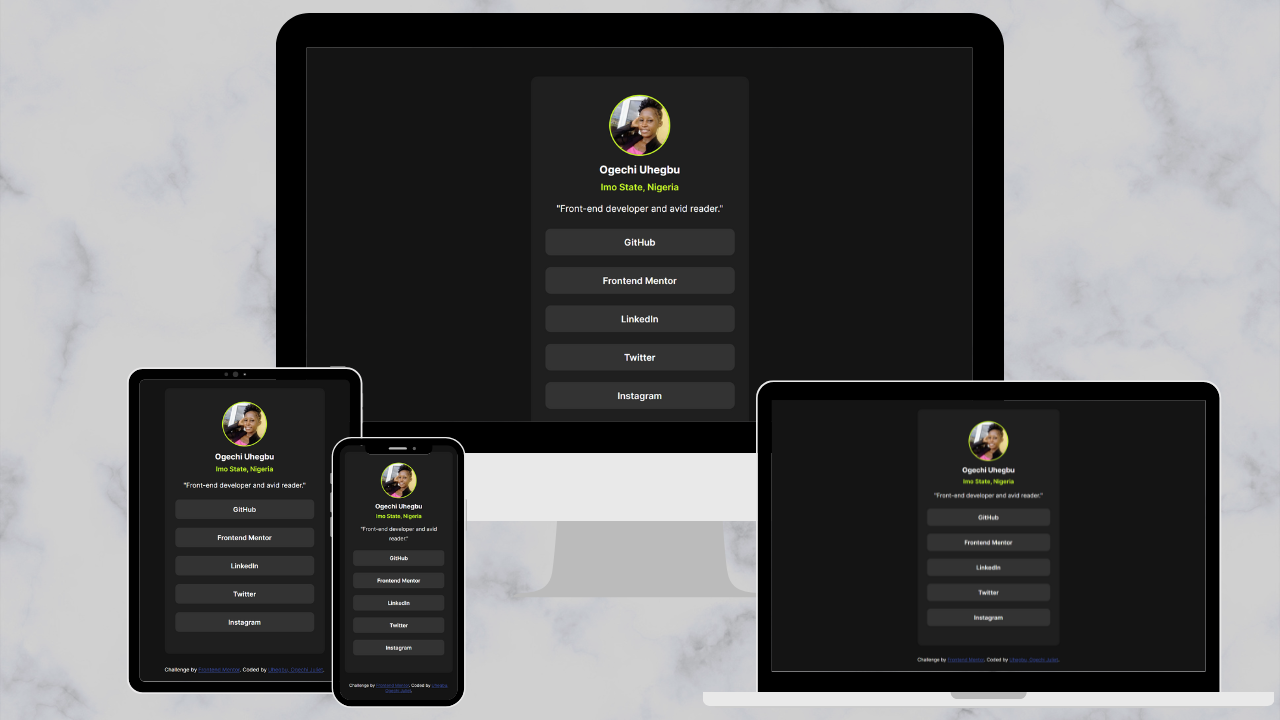 Ogechi Uhegbu
Imo State, Nigeria
"Front-end developer and avid reader."
GitHub
Frontend Mentor
LinkedIn
Twitter
Instagram
Ogechi Uhegbu
Imo State, Nigeria
"Front-end developer and avid reader."
GitHub
Frontend Mentor
LinkedIn
Twitter
Instagram
Challenge by Frontend Mentor. Coded by Uhegbu, Ogechi Juliet.
Ogechi Uhegbu
Imo State, Nigeria
"Front-end developer and avid
reader."
GitHub
Frontend Mentor
LinkedIn
Twitter
Instagram
Challenge by Frontend Mentor. Coded by Uhegbu,
Ogechi Juliet.
Ogechi Uhegbu
Imo State, Nigeria
"Front-end developer and avid reader."
GitHub
Frontend Mentor
LinkedIn
Twitter
Instagram
Challenge by Frontend Mentor. Coded by Uhegbu, Ogechi Juliet.